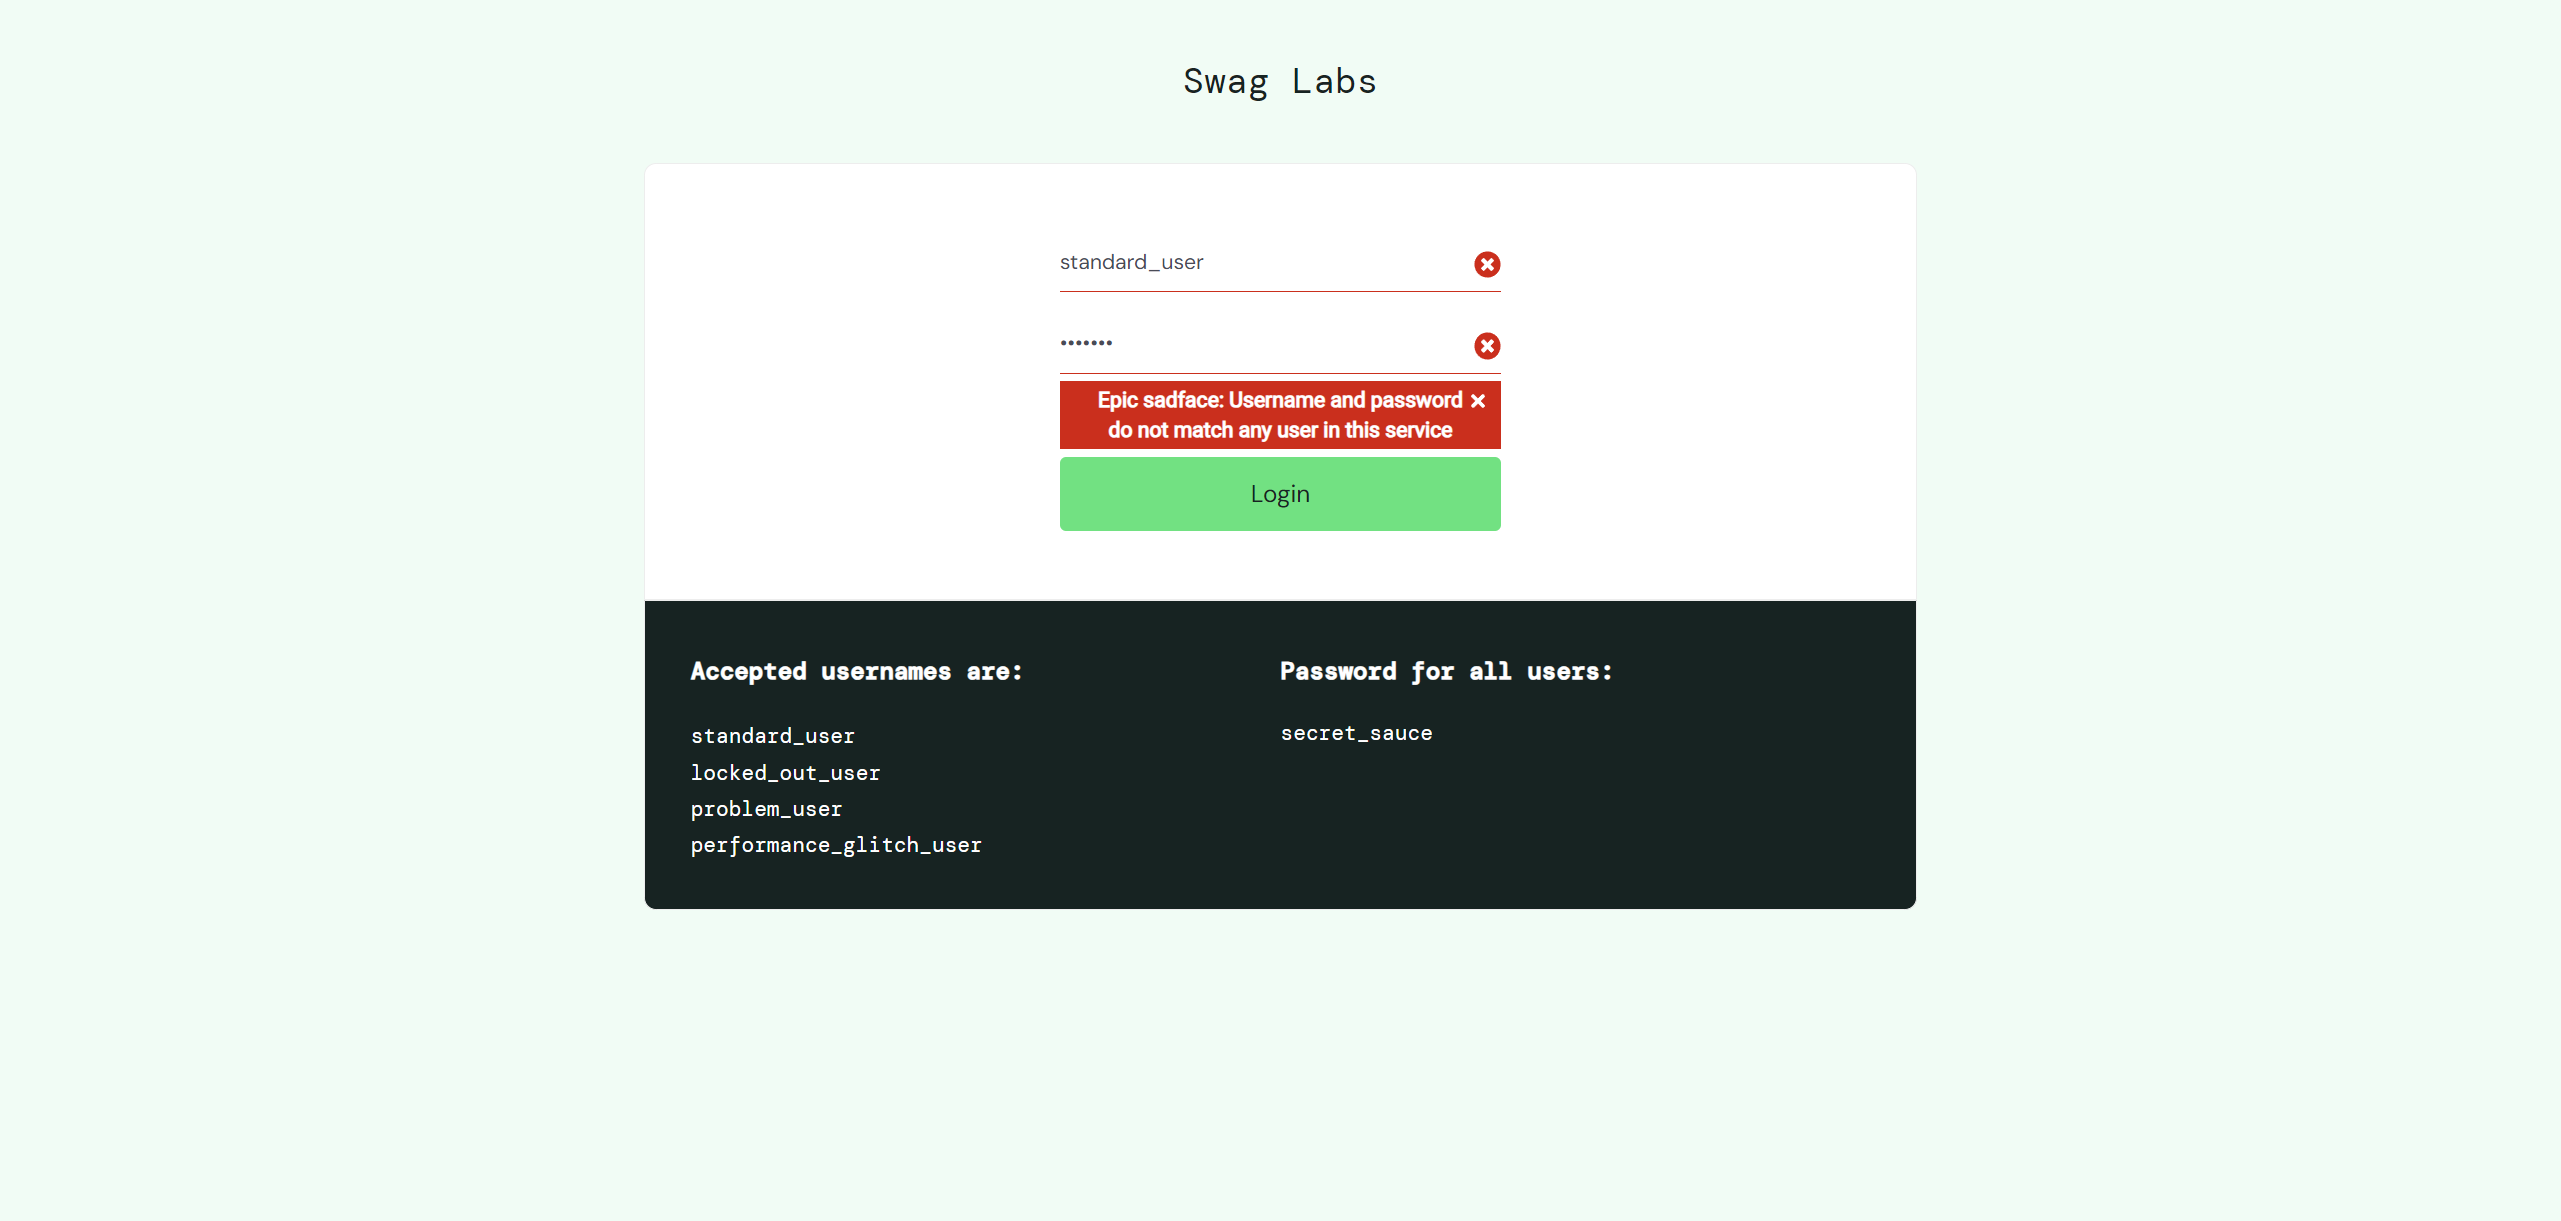 Swag Labs
standard_user
•••••••
Epic sadface: Username and password
do not match any user in this service
Login
Accepted usernames are:
standard_user
locked_out_user
problem_user
performance_glitch_user
Password for all users:
secret_sauce